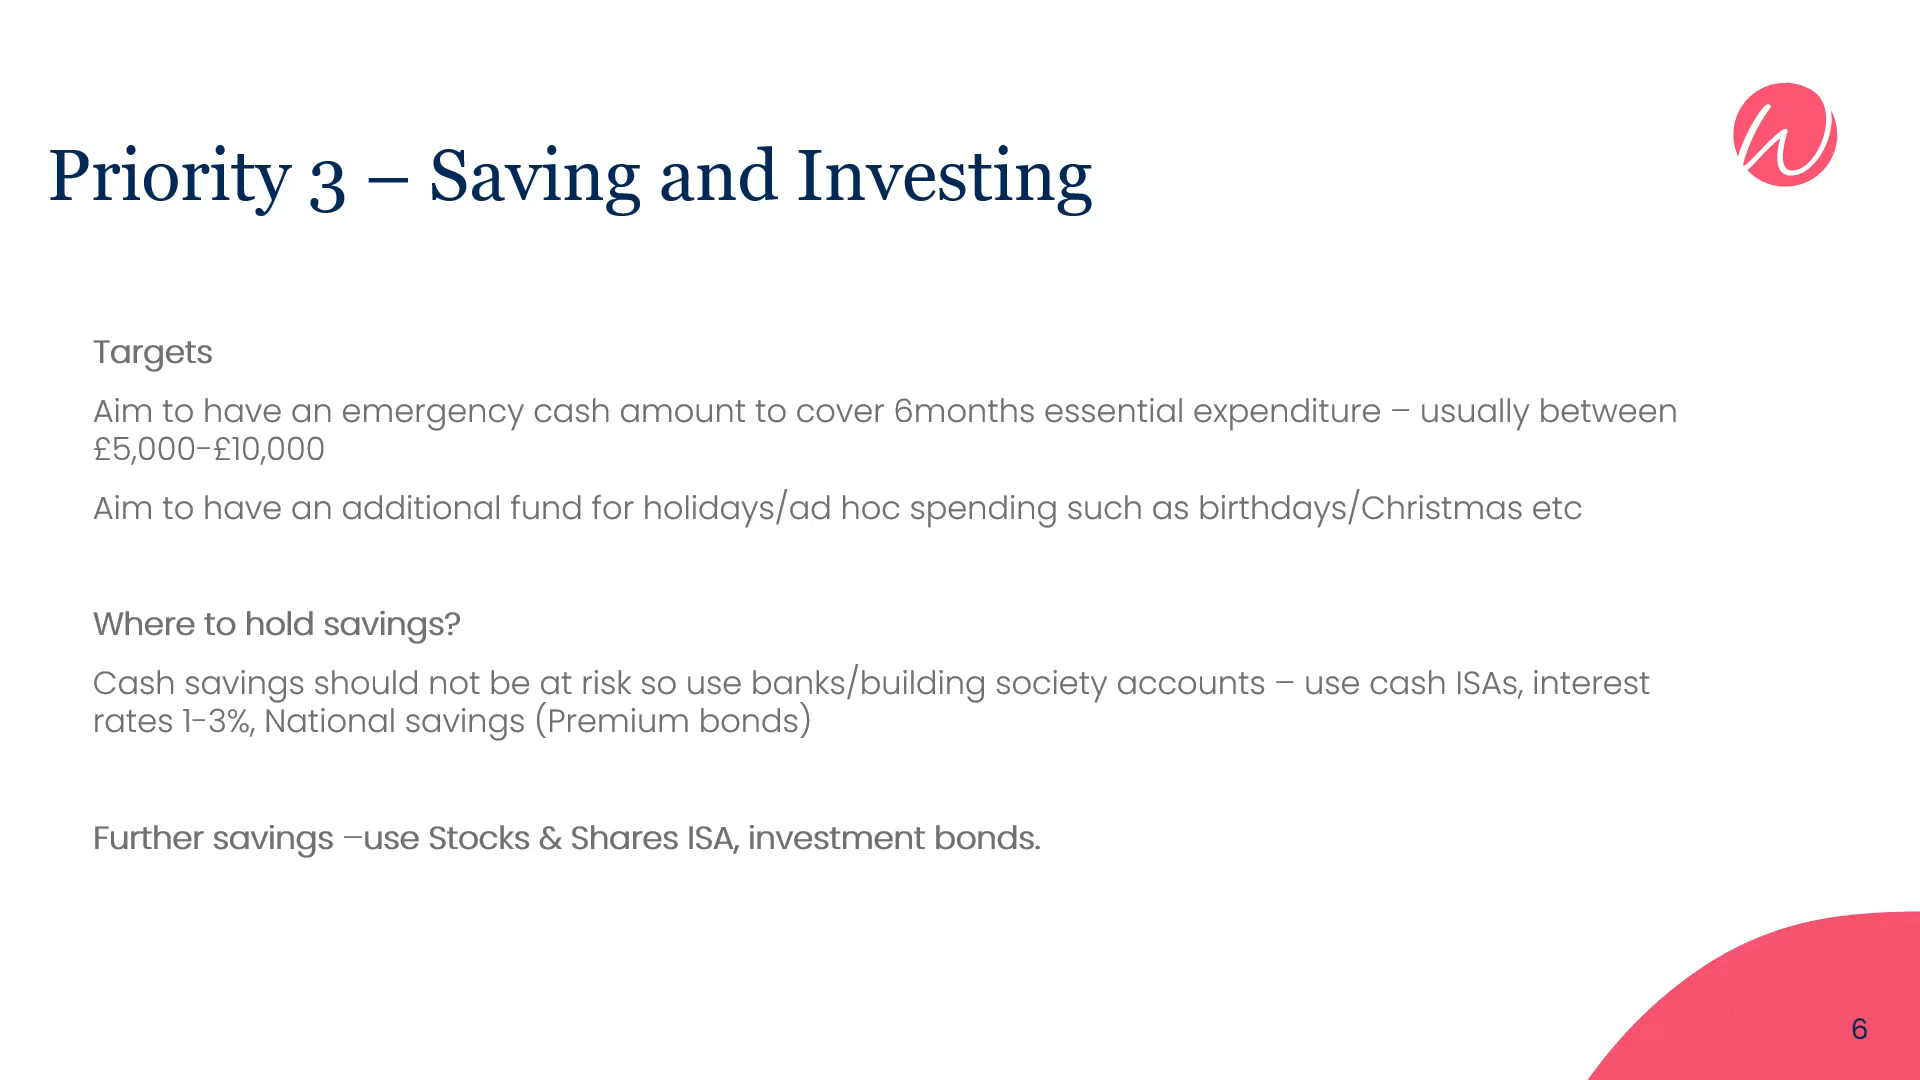 Priority 3 – Saving and Investing
Targets
Aim to have an emergency cash amount to cover 6months essential expenditure – usually between
£5,000-£10,000
Aim to have an additional fund for holidays/ad hoc spending such as birthdays/Christmas etc
Where to hold savings?
Cash savings should not be at risk so use banks/building society accounts – use cash ISAs, interest
rates 1-3%, National savings (Premium bonds)
Further savings –use Stocks & Shares ISA, investment bonds.
6